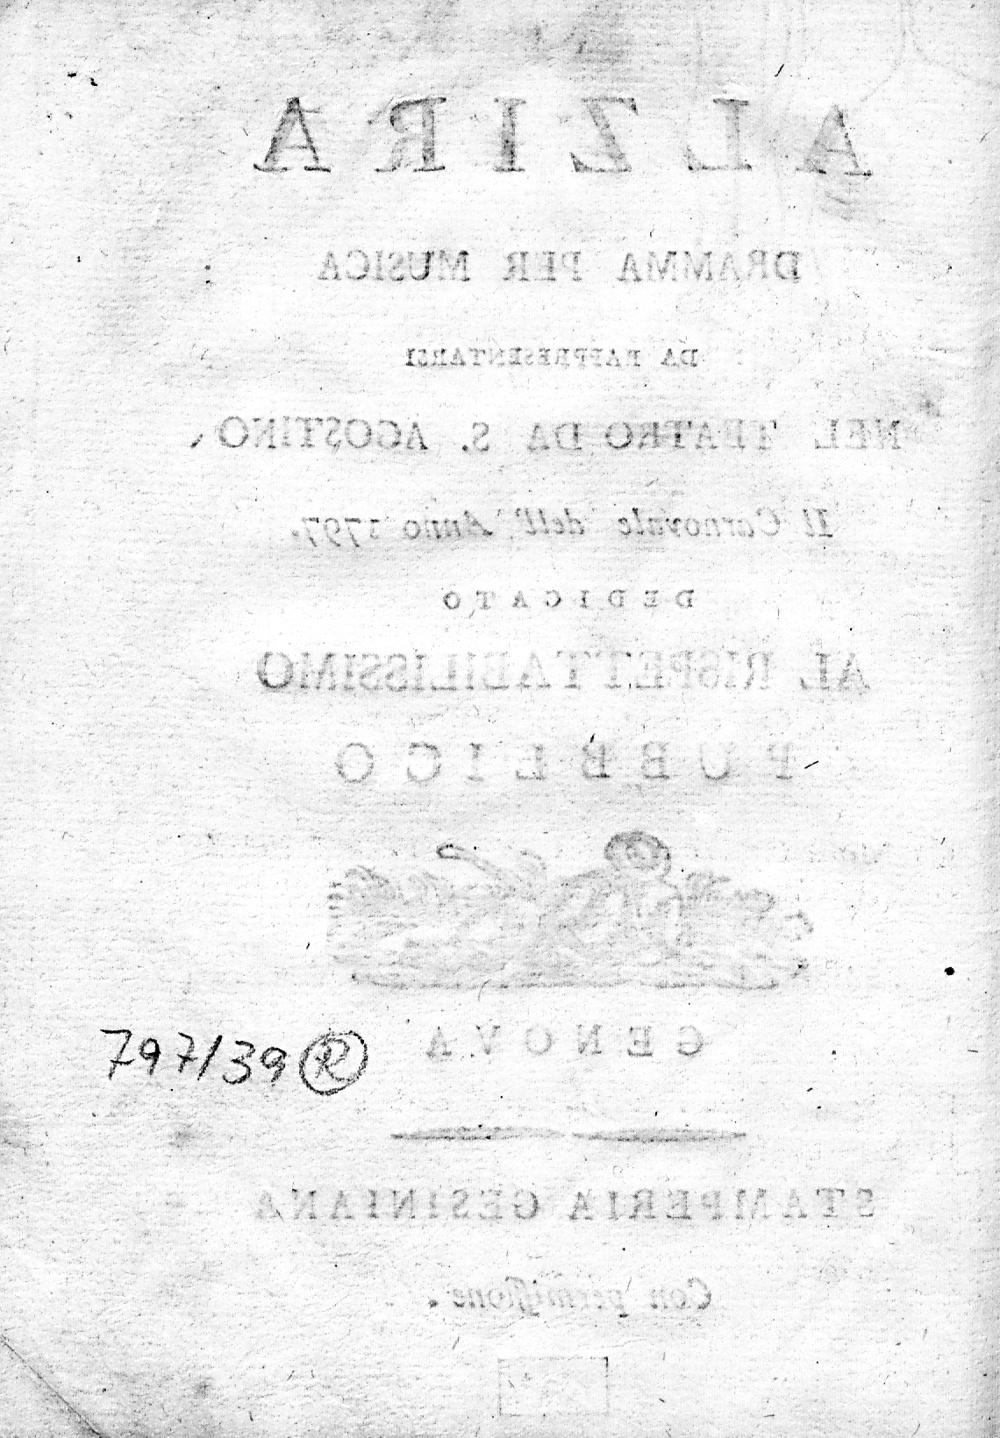 ALZIRA
DRAMMA PER MUSICA
DA RAPPRESENTARSI
NEL TEATRO DA S. AGOSTINO,
Il Carnovale dell' Anno 1797.
DEDICATO
AL RISPETTABILISSIMO
PUBBLICO
GENOVA
797/39 R
STAMPERIA GESINIANA
Con permissione.